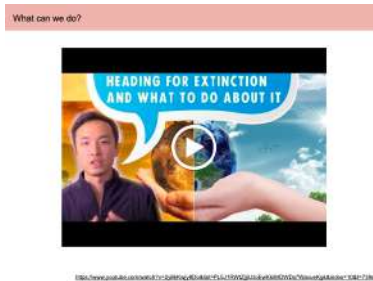 What can we do?
HEADING FOR EXTINCTION
AND WHAT TO DO ABOUT IT